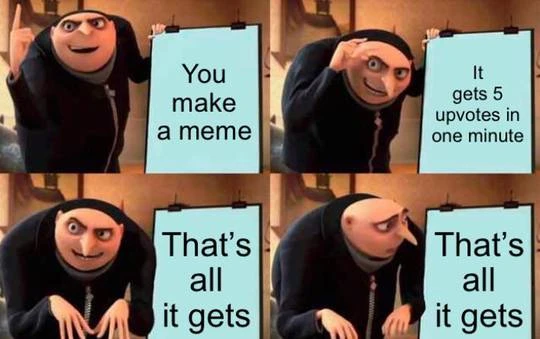 You
make
a meme
It
gets 5
upvotes in
one minute
That's
all
it gets
That's
all
it gets